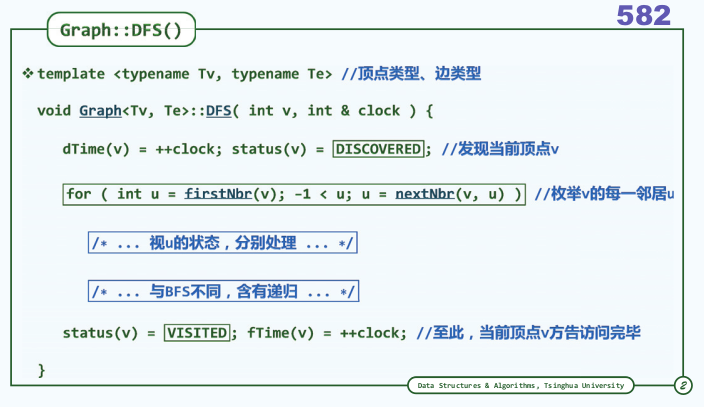 582
Graph::DFS()
❖ template <typename Tv, typename Te> //顶点类型、边类型
void Graph<Tv, Te>::DFS( int v, int & clock ) {
dTime(v) = ++clock; status(v) = DISCOVERED; //发现当前顶点v
for ( int u = firstNbr(v); -1 < u; u = nextNbr(v, u) ) //枚举v的每一邻居u
/* ... 视u的状态，分别处理 ... */
/* ... 与BFS不同，含有递归 ... */
status(v) = VISITED; fTime(v) = ++clock; //至此，当前顶点v方告访问完毕
}
Data Structures & Algorithms, Tsinghua University
2